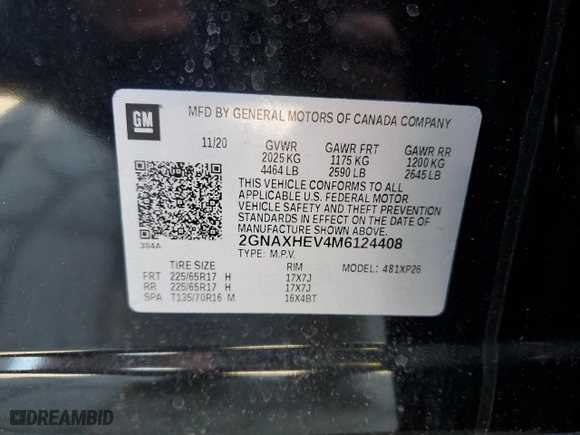 GM
MFD BY GENERAL MOTORS OF CANADA COMPANY
11/20 GVWR GAWR FRT GAWR RR
2025 KG 1175 KG 1200 KG
4464 LB 2590 LB 2645 LB
THIS VEHICLE CONFORMS TO ALL
APPLICABLE U.S. FEDERAL MOTOR
VEHICLE SAFETY AND THEFT PREVENTION
STANDARDS IN EFFECT ON THE DATE OF
MANUFACTURE SHOWN ABOVE.
384A 2GNAXHEV4M6124408
TYPE: M.P.V.
TIRE SIZE RIM MODEL: 481XP26
FRT 225/65R17 H 17X7J
RR 225/65R17 H 17X7J
SPA T135/70R16 M 16X4BT
DREAMBID